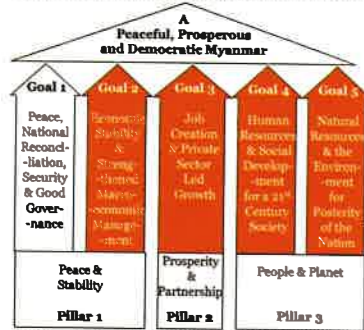 A
Peaceful, Prosperous
and Democratic Myanmar
Goal 1
Peace,
National
Reconcil-
-liation,
Security
& Good
Gover-
-nance
Goal 2
Economic
Stability
&
Streng-
-thened
Macro-
-economic
Manage-
-ment
Goal 3
Job
Creation
& Private
Sector
Led
Growth
Goal 4
Human
Resources
& Social
Develop-
-ment
for a 21st
Century
Society
Goal 5
Natural
Resources
& the
Environ-
-ment
for
Posterity
of the
Nation
Peace &
Stability
Pillar 1
Prosperity
&
Partnership
Pillar 2
People & Planet
Pillar 3